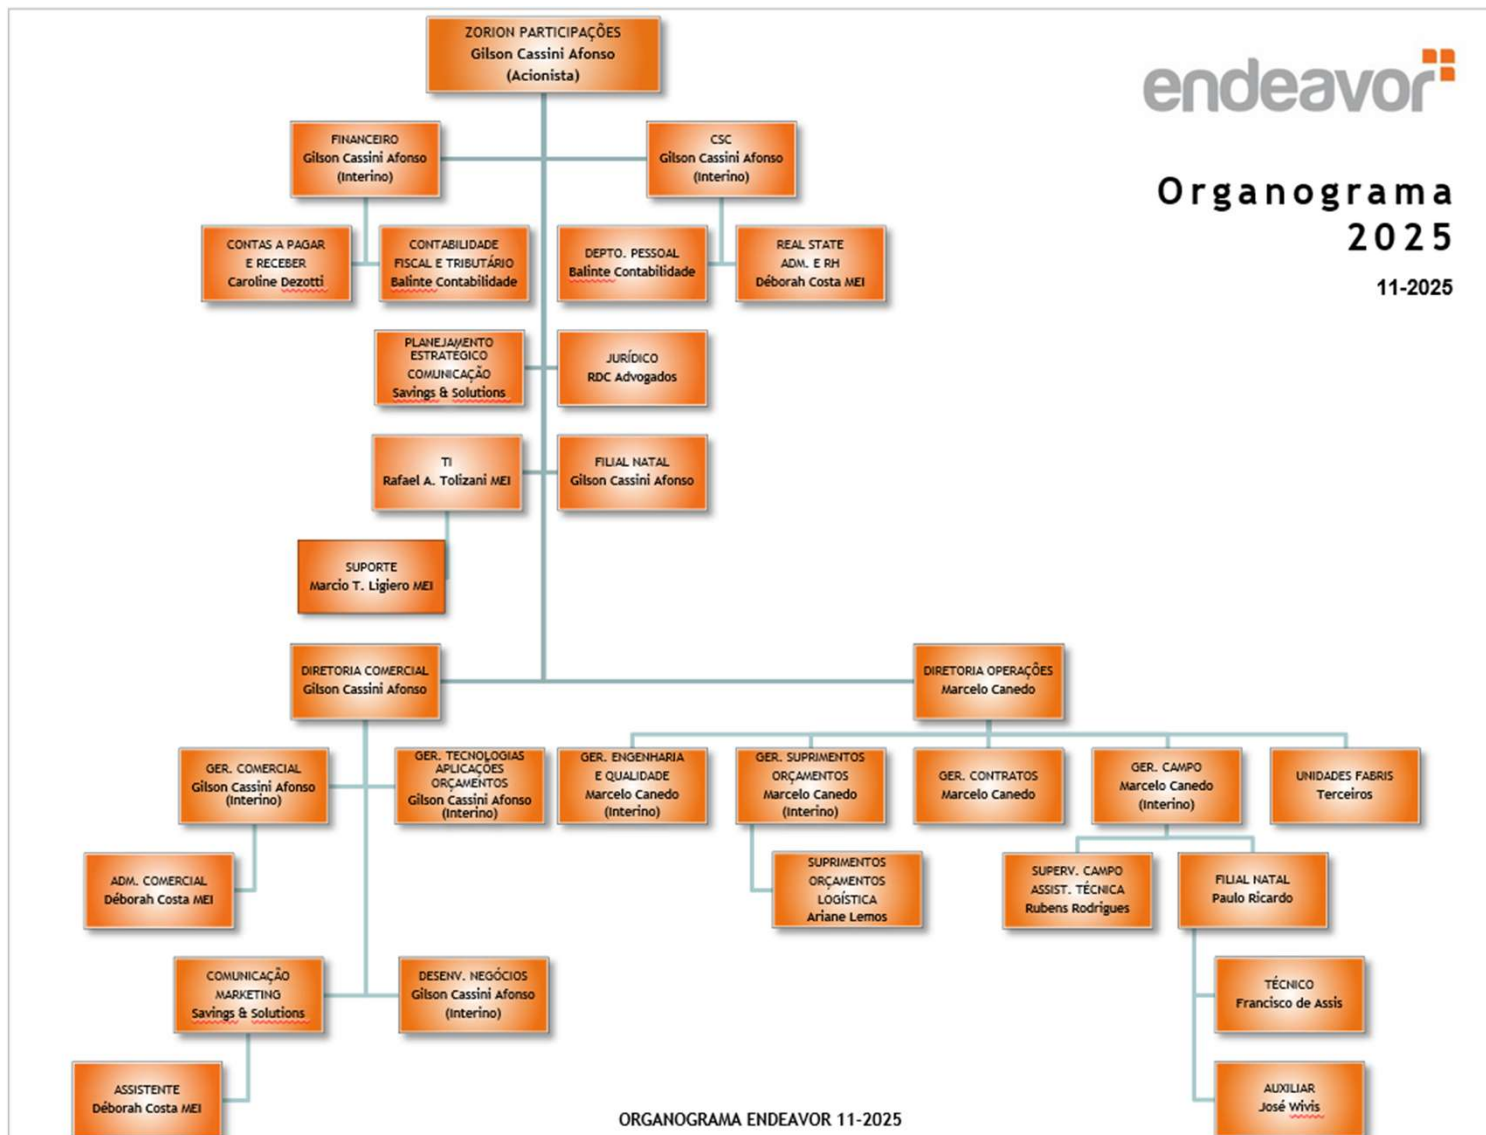 ZORION PARTICIPAÇÕES
Gilson Cassini Afonso
(Acionista)
endeavor
Organograma
2025
11-2025
FINANCEIRO
Gilson Cassini Afonso
(Interino)
CSC
Gilson Cassini Afonso
(Interino)
CONTAS A PAGAR
E RECEBER
Caroline Dezotti
CONTABILIDADE
FISCAL E TRIBUTÁRIO
Balinte Contabilidade
DEPTO. PESSOAL
Balinte Contabilidade
REAL STATE
ADM. E RH
Déborah Costa MEI
PLANEJAMENTO
ESTRATÉGICO
COMUNICAÇÃO
Savings & Solutions
JURÍDICO
RDC Advogados
TI
Rafael A. Tolizani MEI
FILIAL NATAL
Gilson Cassini Afonso
SUPORTE
Marcio T. Ligiero MEI
DIRETORIA COMERCIAL
Gilson Cassini Afonso
DIRETORIA OPERAÇÕES
Marcelo Canedo
GER. COMERCIAL
Gilson Cassini Afonso
(Interino)
GER. TECNOLOGIAS
APLICAÇÕES
ORÇAMENTOS
Gilson Cassini Afonso
(Interino)
GER. ENGENHARIA
E QUALIDADE
Marcelo Canedo
(Interino)
GER. SUPRIMENTOS
ORÇAMENTOS
Marcelo Canedo
(Interino)
GER. CONTRATOS
Marcelo Canedo
GER. CAMPO
Marcelo Canedo
(Interino)
UNIDADES FABRIS
Terceiros
ADM. COMERCIAL
Déborah Costa MEI
SUPRIMENTOS
ORÇAMENTOS
LOGÍSTICA
Ariane Lemos
SUPERV. CAMPO
ASSIST. TÉCNICA
Rubens Rodrigues
FILIAL NATAL
Paulo Ricardo
COMUNICAÇÃO
MARKETING
Savings & Solutions
DESENV. NEGÓCIOS
Gilson Cassini Afonso
(Interino)
TÉCNICO
Francisco de Assis
ASSISTENTE
Déborah Costa MEI
AUXILIAR
José Wivis
ORGANOGRAMA ENDEAVOR 11-2025